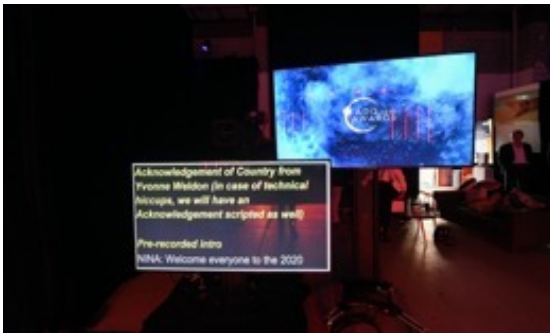 AWARDS
Acknowledgement of Country from
Yvonne Weldon (in case of technical
hiccups, we will have an
Acknowledgement scripted as well)
Pre-recorded intro
NINA: Welcome everyone to the 2020